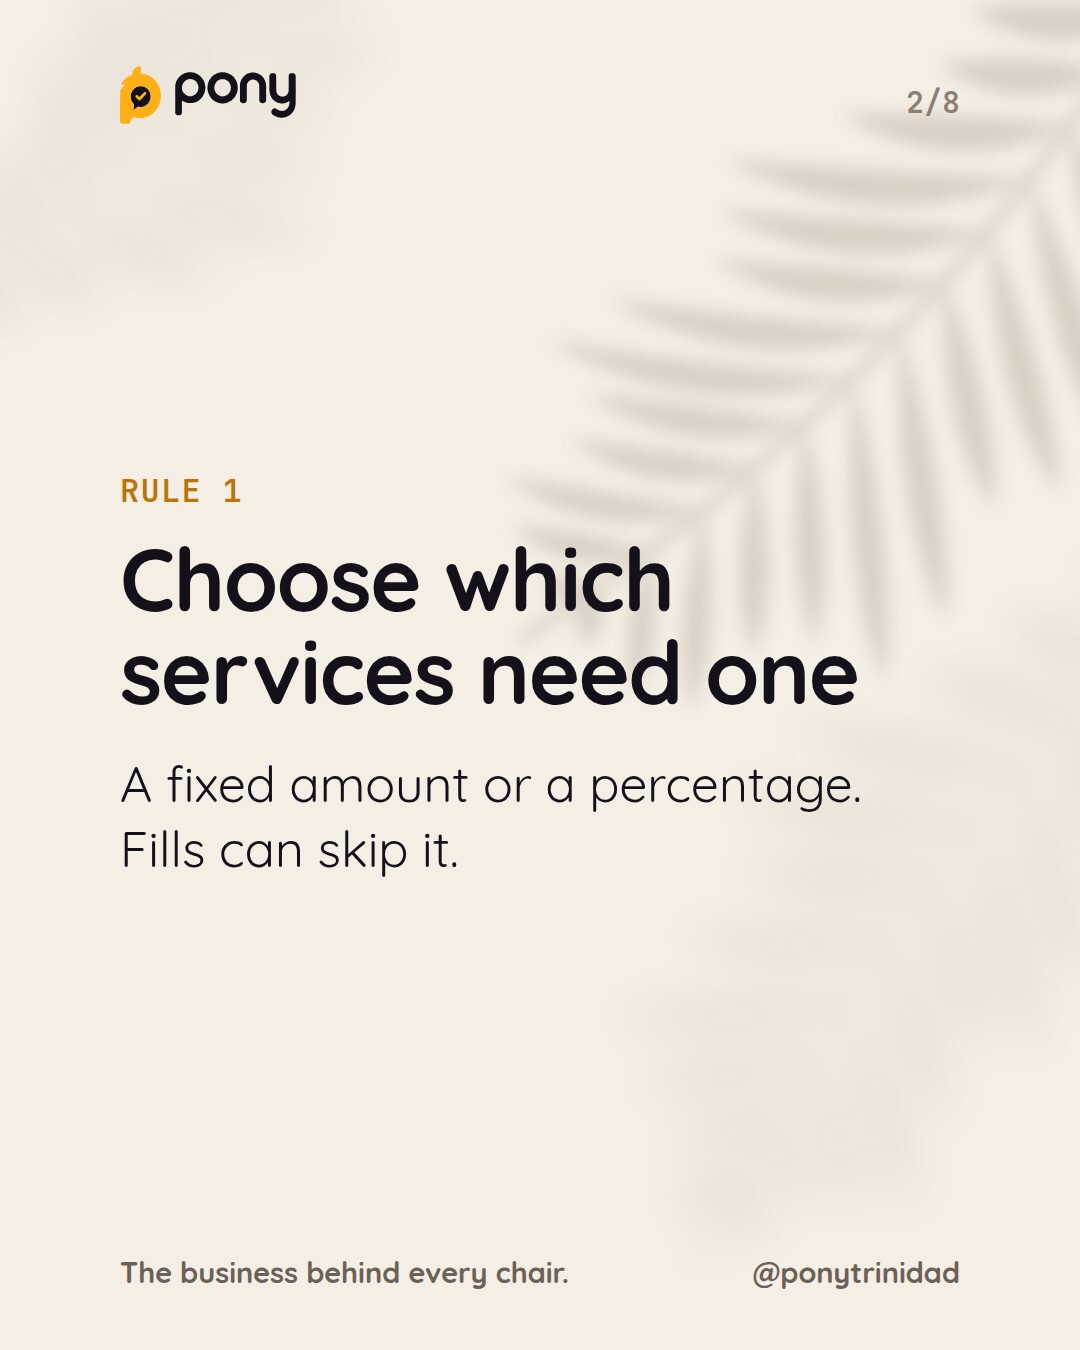 pony
2/8
RULE 1
Choose which
services need one
A fixed amount or a percentage.
Fills can skip it.
The business behind every chair.
@ponytrinidad